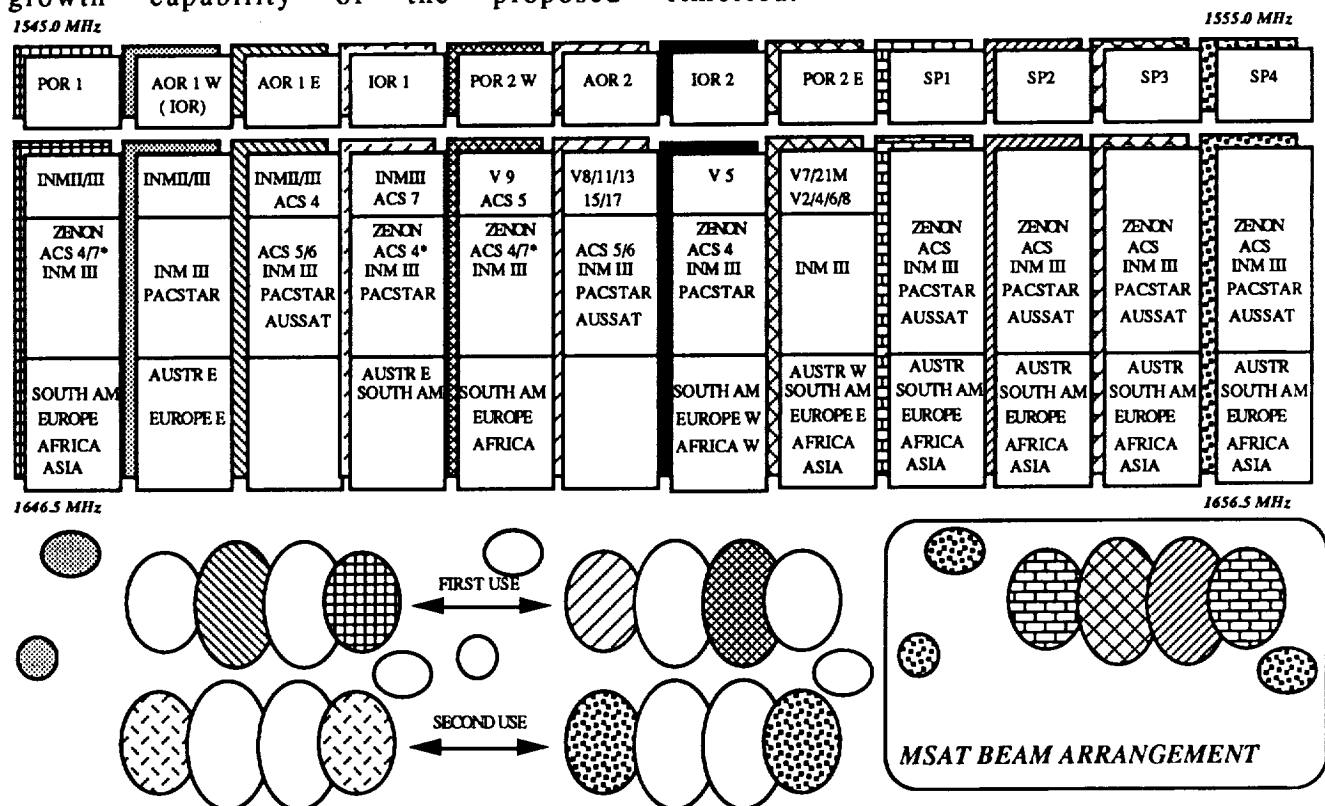 growth capability of the proposed timeframe.
1545.0 MHz 1555.0 MHz
POR 1 AOR 1 W AOR 1 E IOR 1 POR 2 W AOR 2 IOR 2 POR 2 E SP1 SP2 SP3 SP4
( IOR)
INMII/III INMII/III INMII/III INMIII V 9 V8/11/13 V 5 V7/21M
ACS 4 ACS 7 ACS 5 15/17 V2/4/6/8
ZENON ZENON ZENON ZENON ZENON ZENON ZENON ZENON
ACS 4/7* ACS 5/6 ACS 4* ACS 4/7* ACS 5/6 ACS 4 ACS ACS ACS ACS
INM III INM III INM III INM III INM III INM III INM III INM III INM III INM III INM III INM III
PACSTAR PACSTAR PACSTAR PACSTAR PACSTAR PACSTAR PACSTAR PACSTAR PACSTAR
AUSSAT AUSSAT AUSSAT AUSSAT AUSSAT AUSSAT
AUSTR E AUSTR E AUSTR W AUSTR AUSTR AUSTR AUSTR
SOUTH AM SOUTH AM SOUTH AM SOUTH AM SOUTH AM SOUTH AM SOUTH AM SOUTH AM SOUTH AM
EUROPE EUROPE E EUROPE EUROPE W EUROPE E EUROPE EUROPE EUROPE EUROPE
AFRICA AFRICA AFRICA W AFRICA AFRICA AFRICA AFRICA AFRICA
ASIA ASIA ASIA ASIA ASIA ASIA
1646.5 MHz 1656.5 MHz
FIRST USE
SECOND USE
MSAT BEAM ARRANGEMENT